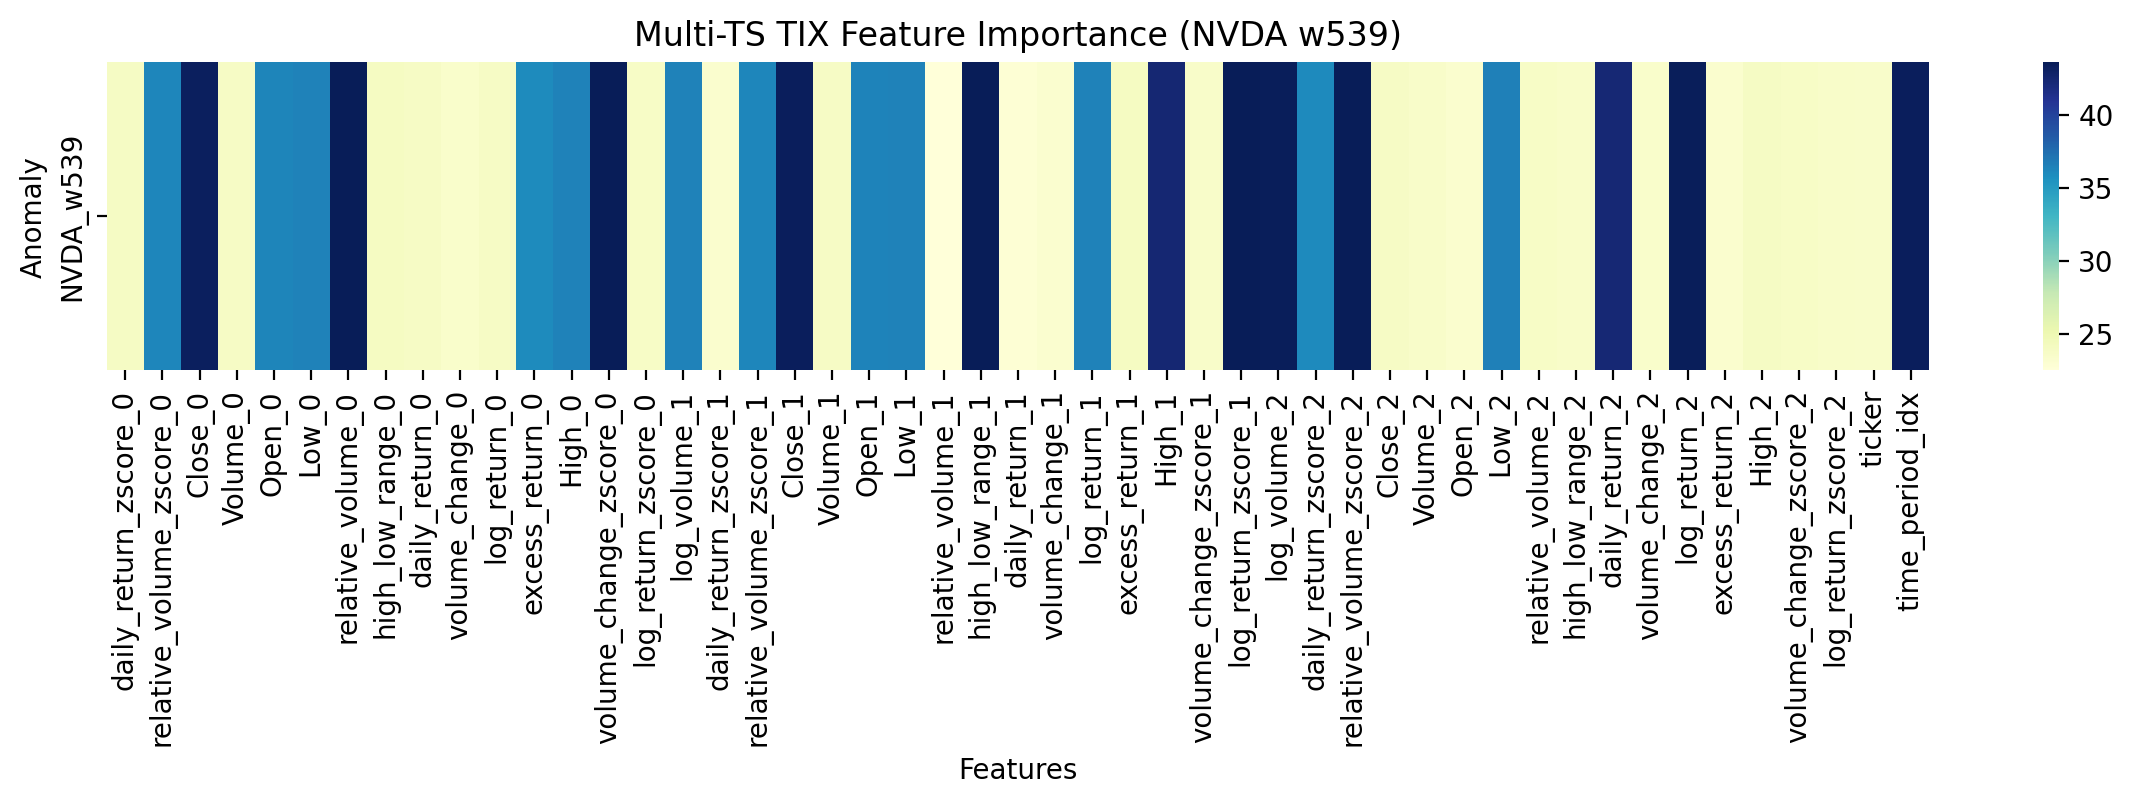 Multi-TS TIX Feature Importance (NVDA w539)
Anomaly
NVDA_w539
40
35
30
25
daily_return_zscore_0
relative_volume_zscore_0
Close_0
Volume_0
Open_0
Low_0
relative_volume_0
high_low_range_0
daily_return_0
volume_change_0
log_return_0
excess_return_0
High_0
volume_change_zscore_0
log_return_zscore_0
log_volume_1
daily_return_zscore_1
relative_volume_zscore_1
Close_1
Volume_1
Open_1
Low_1
relative_volume_1
high_low_range_1
daily_return_1
volume_change_1
log_return_1
excess_return_1
High_1
volume_change_zscore_1
log_return_zscore_1
log_volume_2
daily_return_zscore_2
relative_volume_zscore_2
Close_2
Volume_2
Open_2
Low_2
relative_volume_2
high_low_range_2
daily_return_2
volume_change_2
log_return_2
excess_return_2
High_2
volume_change_zscore_2
log_return_zscore_2
ticker
time_period_idx
Features